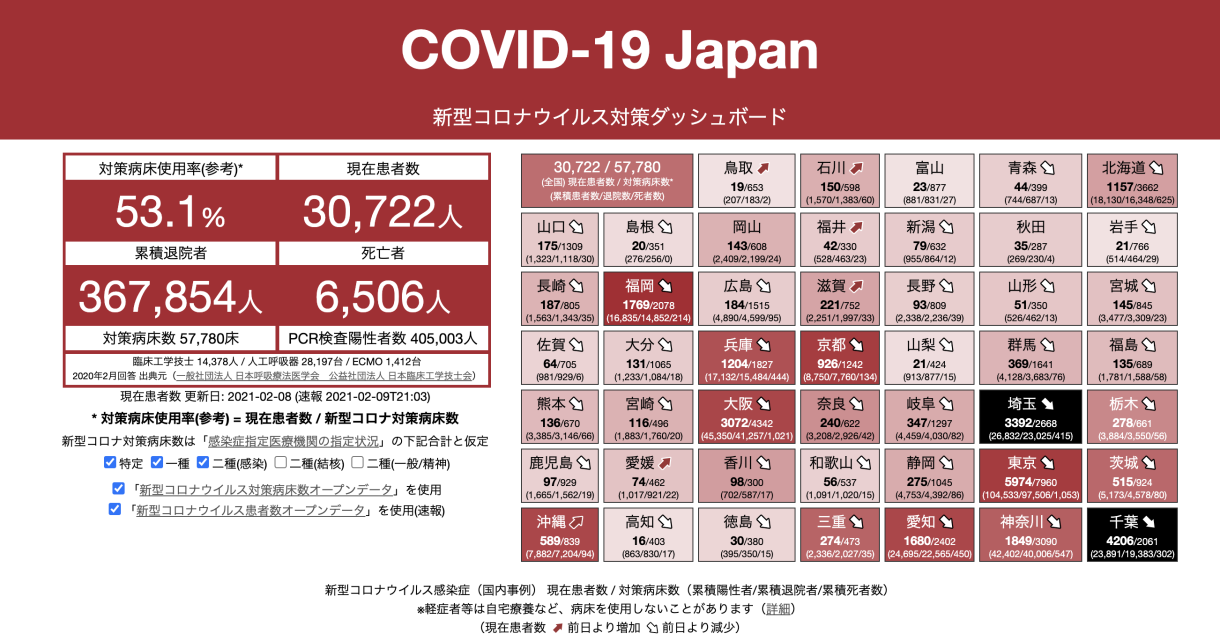 COVID-19 Japan
新型コロナウイルス対策ダッシュボード
対策病床使用率(参考)*
現在患者数
53.1%
30,722人
累積退院者
死亡者
367,854人
6,506人
対策病床数 57,780床
PCR検査陽性者数 405,003人
臨床工学技士 14,378人 / 人工呼吸器 28,197台 / ECMO 1,412台
2020年2月回答 出典元（一般社団法人 日本呼吸療法医学会　公益社団法人 日本臨床工学技士会）
現在患者数 更新日: 2021-02-08 (速報 2021-02-09T21:03)
* 対策病床使用率(参考) = 現在患者数 / 新型コロナ対策病床数
新型コロナ対策病床数は「感染症指定医療機関の指定状況」の下記合計と仮定
特定 一種 二種(感染) 二種(結核) 二種(一般/精神)
「新型コロナウイルス対策病床数オープンデータ」を使用
「新型コロナウイルス患者数オープンデータ」を使用(速報)
30,722 / 57,780
(全国) 現在患者数 / 対策病床数*
(累積患者数/退院数/死者数)
鳥取
19/653
(207/183/2)
石川
150/598
(1,570/1,383/60)
富山
23/877
(881/831/27)
青森
44/399
(744/687/13)
北海道
1157/3662
(18,130/16,348/625)
山口
175/1309
(1,323/1,118/30)
島根
20/351
(276/256/0)
岡山
143/608
(2,409/2,199/24)
福井
42/330
(528/463/23)
新潟
79/632
(955/864/12)
秋田
35/287
(269/230/4)
岩手
21/766
(514/464/29)
長崎
187/805
(1,563/1,343/35)
福岡
1769/2078
(16,835/14,852/214)
広島
184/1515
(4,890/4,599/95)
滋賀
221/752
(2,251/1,997/33)
長野
93/809
(2,338/2,236/39)
山形
51/350
(526/462/13)
宮城
145/845
(3,477/3,309/23)
佐賀
64/705
(981/929/6)
大分
131/1065
(1,233/1,084/18)
兵庫
1204/1827
(17,132/15,484/444)
京都
926/1242
(8,750/7,760/134)
山梨
21/424
(913/877/15)
群馬
369/1641
(4,128/3,683/76)
福島
135/689
(1,781/1,588/58)
熊本
136/670
(3,385/3,146/66)
宮崎
116/496
(1,883/1,760/20)
大阪
3072/4342
(45,350/41,257/1,021)
奈良
240/622
(3,208/2,926/42)
岐阜
347/1297
(4,459/4,030/82)
埼玉
3392/2668
(26,832/23,025/415)
栃木
278/661
(3,884/3,550/56)
鹿児島
97/929
(1,665/1,562/19)
愛媛
74/462
(1,017/921/22)
香川
98/300
(702/587/17)
和歌山
56/537
(1,091/1,020/15)
静岡
275/1045
(4,753/4,392/86)
東京
5974/7960
(104,533/97,506/1,053)
茨城
515/924
(5,173/4,578/80)
沖縄
589/839
(7,882/7,204/94)
高知
16/403
(863/830/17)
徳島
30/380
(395/350/15)
三重
274/473
(2,336/2,027/35)
愛知
1680/2402
(24,695/22,565/450)
神奈川
1849/3090
(42,402/40,006/547)
千葉
4206/2061
(23,891/19,383/302)
新型コロナウイルス感染症（国内事例） 現在患者数 / 対策病床数（累積陽性者/累積退院者/累積死者数）
※軽症者等は自宅療養など、病床を使用しないことがあります（詳細）
（現在患者数 前日より増加 前日より減少）